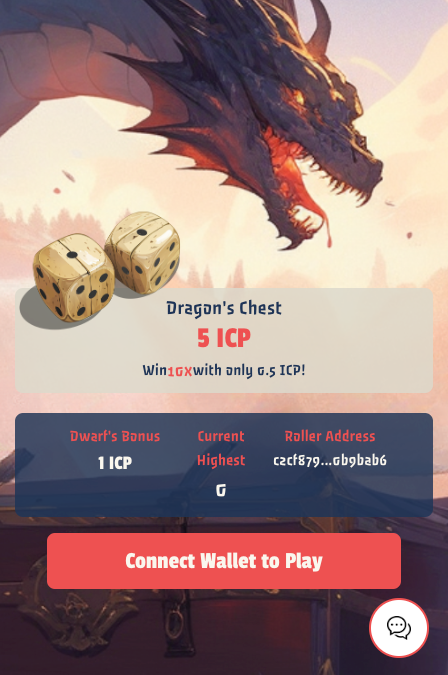 Dragon's Chest
5 ICP
Win10xwith only 0.5 ICP!
Dwarf's Bonus
1 ICP
Current
Highest
0
Roller Address
c2cf879...0b9bab6
Connect Wallet to Play